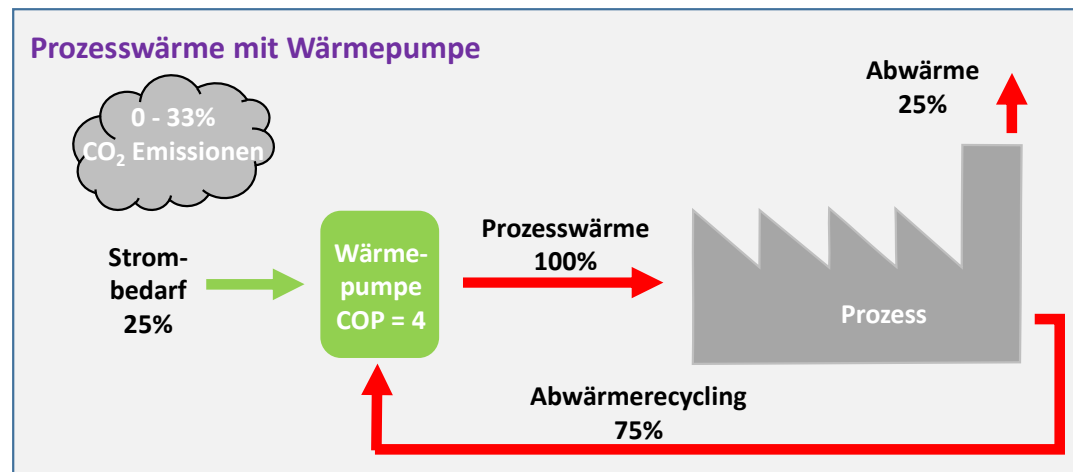 Prozesswärme mit Wärmepumpe
0 - 33%
CO₂ Emissionen
Abwärme
25%
Strom-
bedarf
25%
Wärme-
pumpe
COP = 4
Prozesswärme
100%
Prozess
Abwärmerecycling
75%